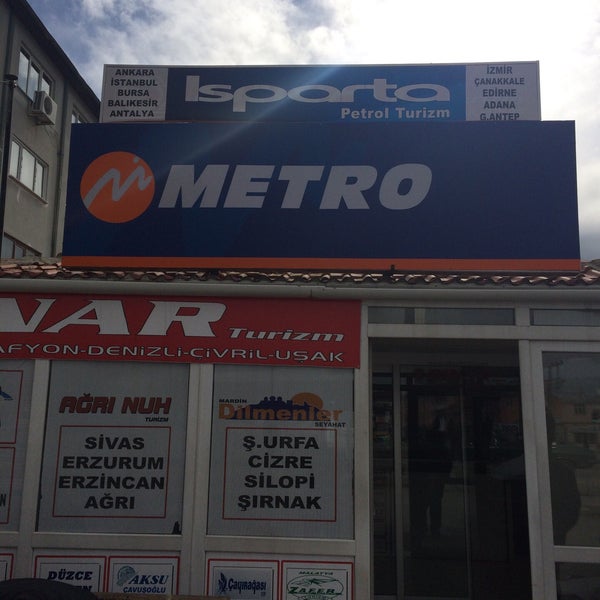 ANKARA
İSTANBUL
BURSA
BALIKESİR
ANTALYA
Isparta
Petrol Turizm
İZMİR
ÇANAKKALE
EDİRNE
ADANA
G.ANTEP
METRO
NAR Turizm
AFYON-DENİZLİ-ÇİVRİL-UŞAK
AĞRI NUH
TURİZM
SİVAS
ERZURUM
ERZİNCAN
AĞRI
MARDİN
Dilmenler
SEYAHAT
Ş.URFA
CİZRE
SİLOPİ
ŞIRNAK
DÜZCE
AKSU
ÇAVUŞOĞLU
Çaymağası
MALATYA
ZAFER